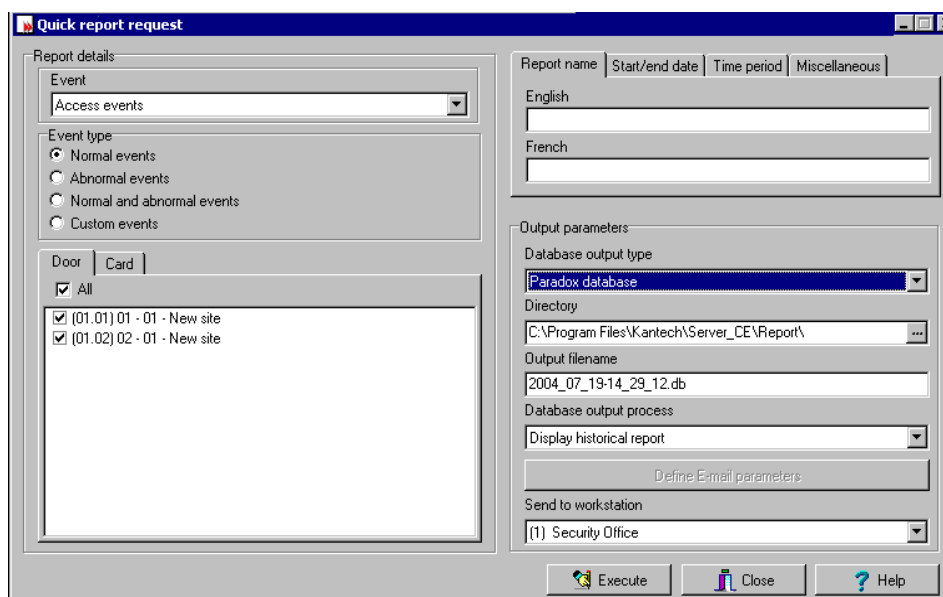 Quick report request
Report details
Event
Access events
Event type
Normal events
Abnormal events
Normal and abnormal events
Custom events
Door
Card
All
(01.01) 01 - 01 - New site
(01.02) 02 - 01 - New site
Report name
Start/end date
Time period
Miscellaneous
English
French
Output parameters
Database output type
Paradox database
Directory
C:\Program Files\Kantech\Server_CE\Report\
...
Output filename
2004_07_19-14_29_12.db
Database output process
Display historical report
Define E-mail parameters
Send to workstation
(1) Security Office
Execute
Close
Help